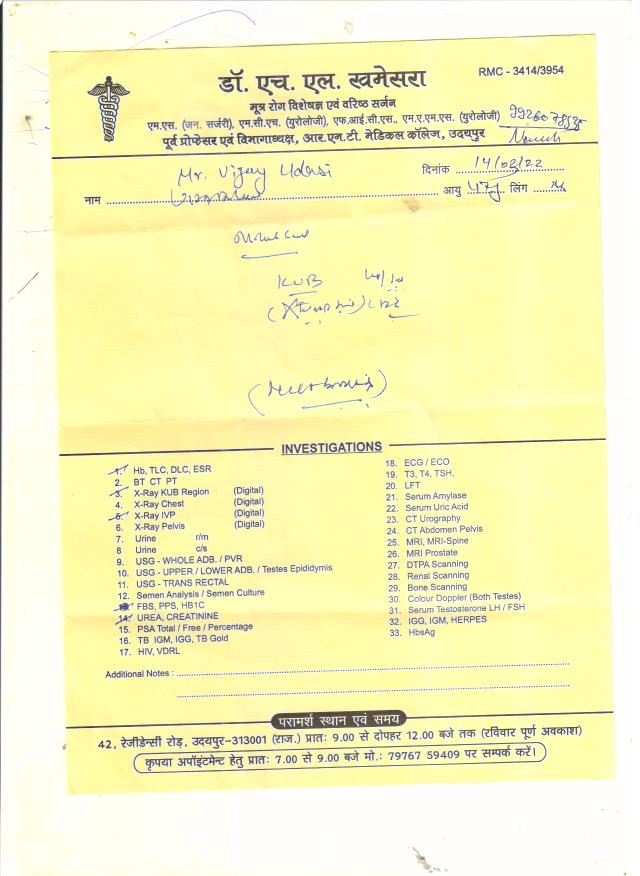 डॉ. एच. एल. खमेसरा
RMC - 3414/3954
मूत्र रोग विशेषज्ञ एवं वरिष्ठ सर्जन
एम.एस. (जन. सर्जरी), एम.सी.एच. (युरोलोजी), एफ.आई.सी.एस., एम.ए.एम.एस. (युरोलोजी)
पूर्व प्रोफेसर एवं विभागाध्यक्ष, आर.एन.टी. मेडिकल कॉलेज, उदयपुर
नाम Mr. Vijay Udasi दिनांक 14/08/22
आयु लिंग M
KUB
INVESTIGATIONS
1. Hb, TLC, DLC, ESR
2. BT CT PT
3. X-Ray KUB Region (Digital)
4. X-Ray Chest (Digital)
5. X-Ray IVP (Digital)
6. X-Ray Pelvis (Digital)
7. Urine r/m
8 Urine c/s
9. USG - WHOLE ADB. / PVR
10. USG - UPPER / LOWER ADB. / Testes Epididymis
11. USG - TRANS RECTAL
12. Semen Analysis / Semen Culture
13. FBS, PPS, HB1C
14. UREA, CREATININE
15. PSA Total / Free / Percentage
16. TB IGM, IGG, TB Gold
17. HIV, VDRL
18. ECG / ECO
19. T3, T4, TSH,
20. LFT
21. Serum Amylase
22. Serum Uric Acid
23. CT Urography
24. CT Abdomen Pelvis
25. MRI, MRI-Spine
26. MRI Prostate
27. DTPA Scanning
28. Renal Scanning
29. Bone Scanning
30. Colour Doppler (Both Testes)
31. Serum Testosterone LH / FSH
32. IGG, IGM, HERPES
33. HbsAg
Additional Notes :
परामर्श स्थान एवं समय
42, रेजीडेन्सी रोड़, उदयपुर-313001 (राज.) प्रातः 9.00 से दोपहर 12.00 बजे तक (रविवार पूर्ण अवकाश)
कृपया अपॉइंटमेन्ट हेतु प्रातः 7.00 से 9.00 बजे मो.: 79767 59409 पर सम्पर्क करें।